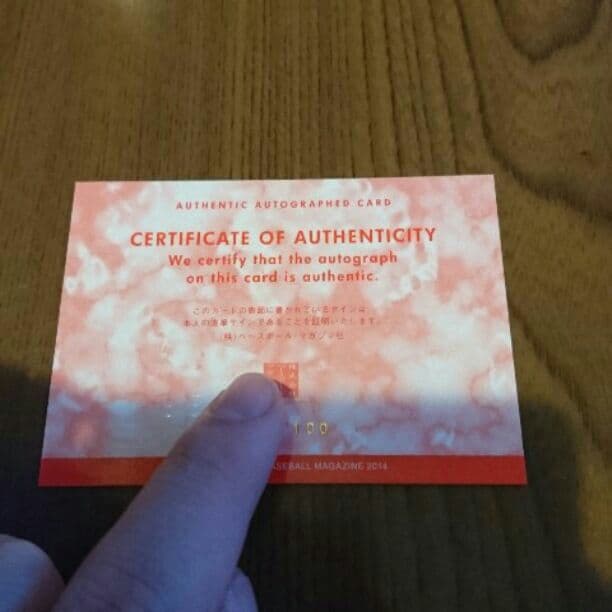 AUTHENTIC AUTOGRAPHED CARD
CERTIFICATE OF AUTHENTICITY
We certify that the autograph
on this card is authentic.
このカードの表面に書かれているサインは
本人の直筆サインであることを証明いたします。
(株)ベースボール・マガジン社
100
BASEBALL MAGAZINE 2014